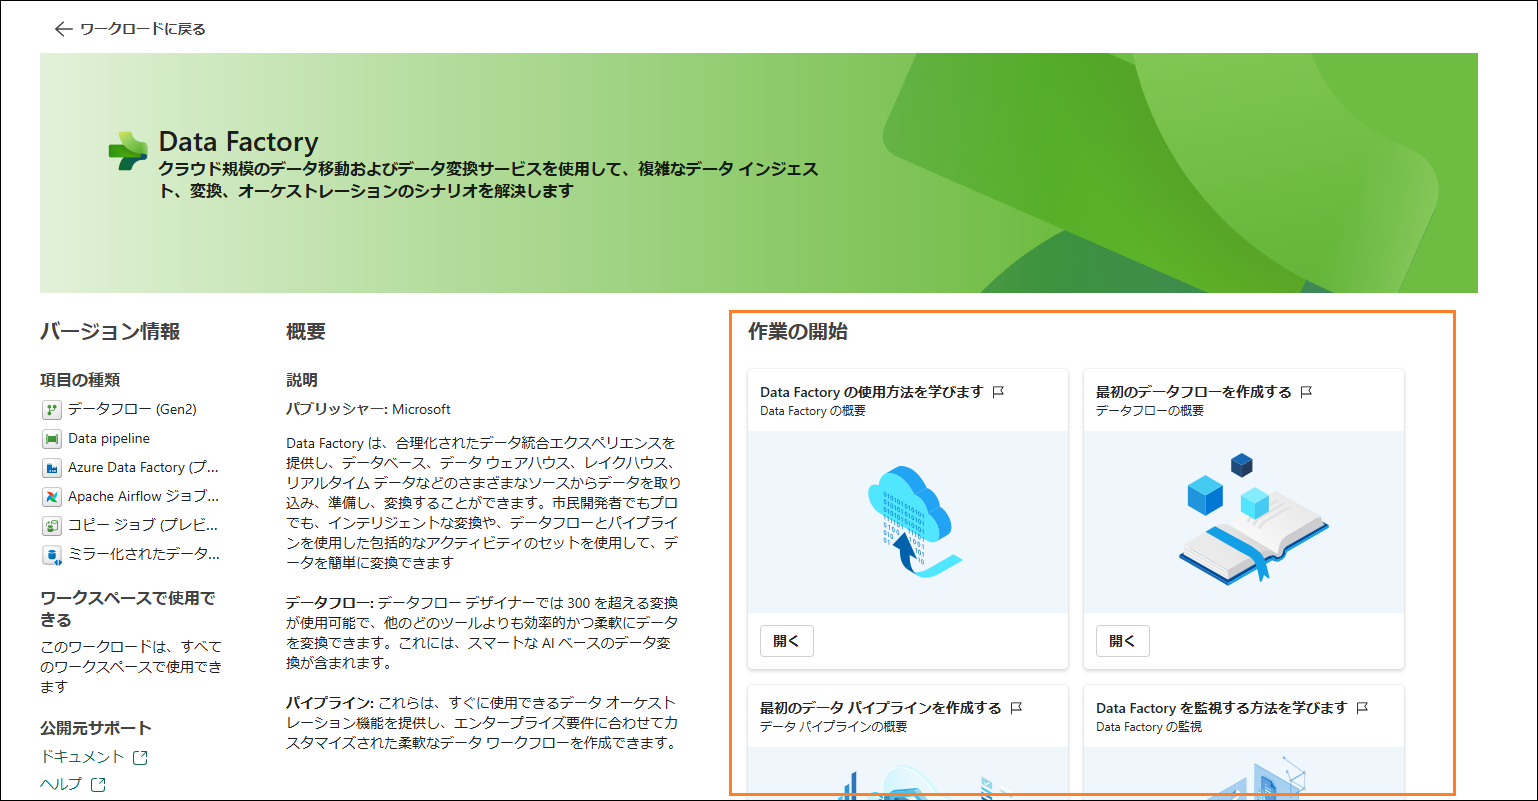 ワークロードに戻る
Data Factory
クラウド規模のデータ移動およびデータ変換サービスを使用して、複雑なデータ インジェス
ト、変換、オーケストレーションのシナリオを解決します
バージョン情報
項目の種類
データフロー (Gen2)
Data pipeline
Azure Data Factory (プ...
Apache Airflow ジョブ...
コピー ジョブ (プレビ...
ミラー化されたデータ...
ワークスペースで使用で
きる
このワークロードは、すべて
のワークスペースで使用でき
ます
公開元サポート
ドキュメント
ヘルプ
概要
説明
パブリッシャー: Microsoft
Data Factory は、合理化されたデータ統合エクスペリエンスを
提供し、データベース、データ ウェアハウス、レイクハウス、
リアルタイム データなどのさまざまなソースからデータを取り
込み、準備し、変換することができます。市民開発者でもプロ
でも、インテリジェントな変換や、データフローとパイプライ
ンを使用した包括的なアクティビティのセットを使用して、デ
ータを簡単に変換できます
データフロー: データフロー デザイナーでは 300 を超える変換
が使用可能で、他のどのツールよりも効率的かつ柔軟にデータ
を変換できます。これには、スマートな AI ベースのデータ変
換が含まれます。
パイプライン: これらは、すぐに使用できるデータ オーケスト
レーション機能を提供し、エンタープライズ要件に合わせてカ
スタマイズされた柔軟なデータ ワークフローを作成できます。
作業の開始
Data Factory の使用方法を学びます
Data Factory の概要
開く
最初のデータフローを作成する
データフローの概要
開く
最初のデータ パイプラインを作成する
データ パイプラインの概要
Data Factory を監視する方法を学びます
Data Factory の監視